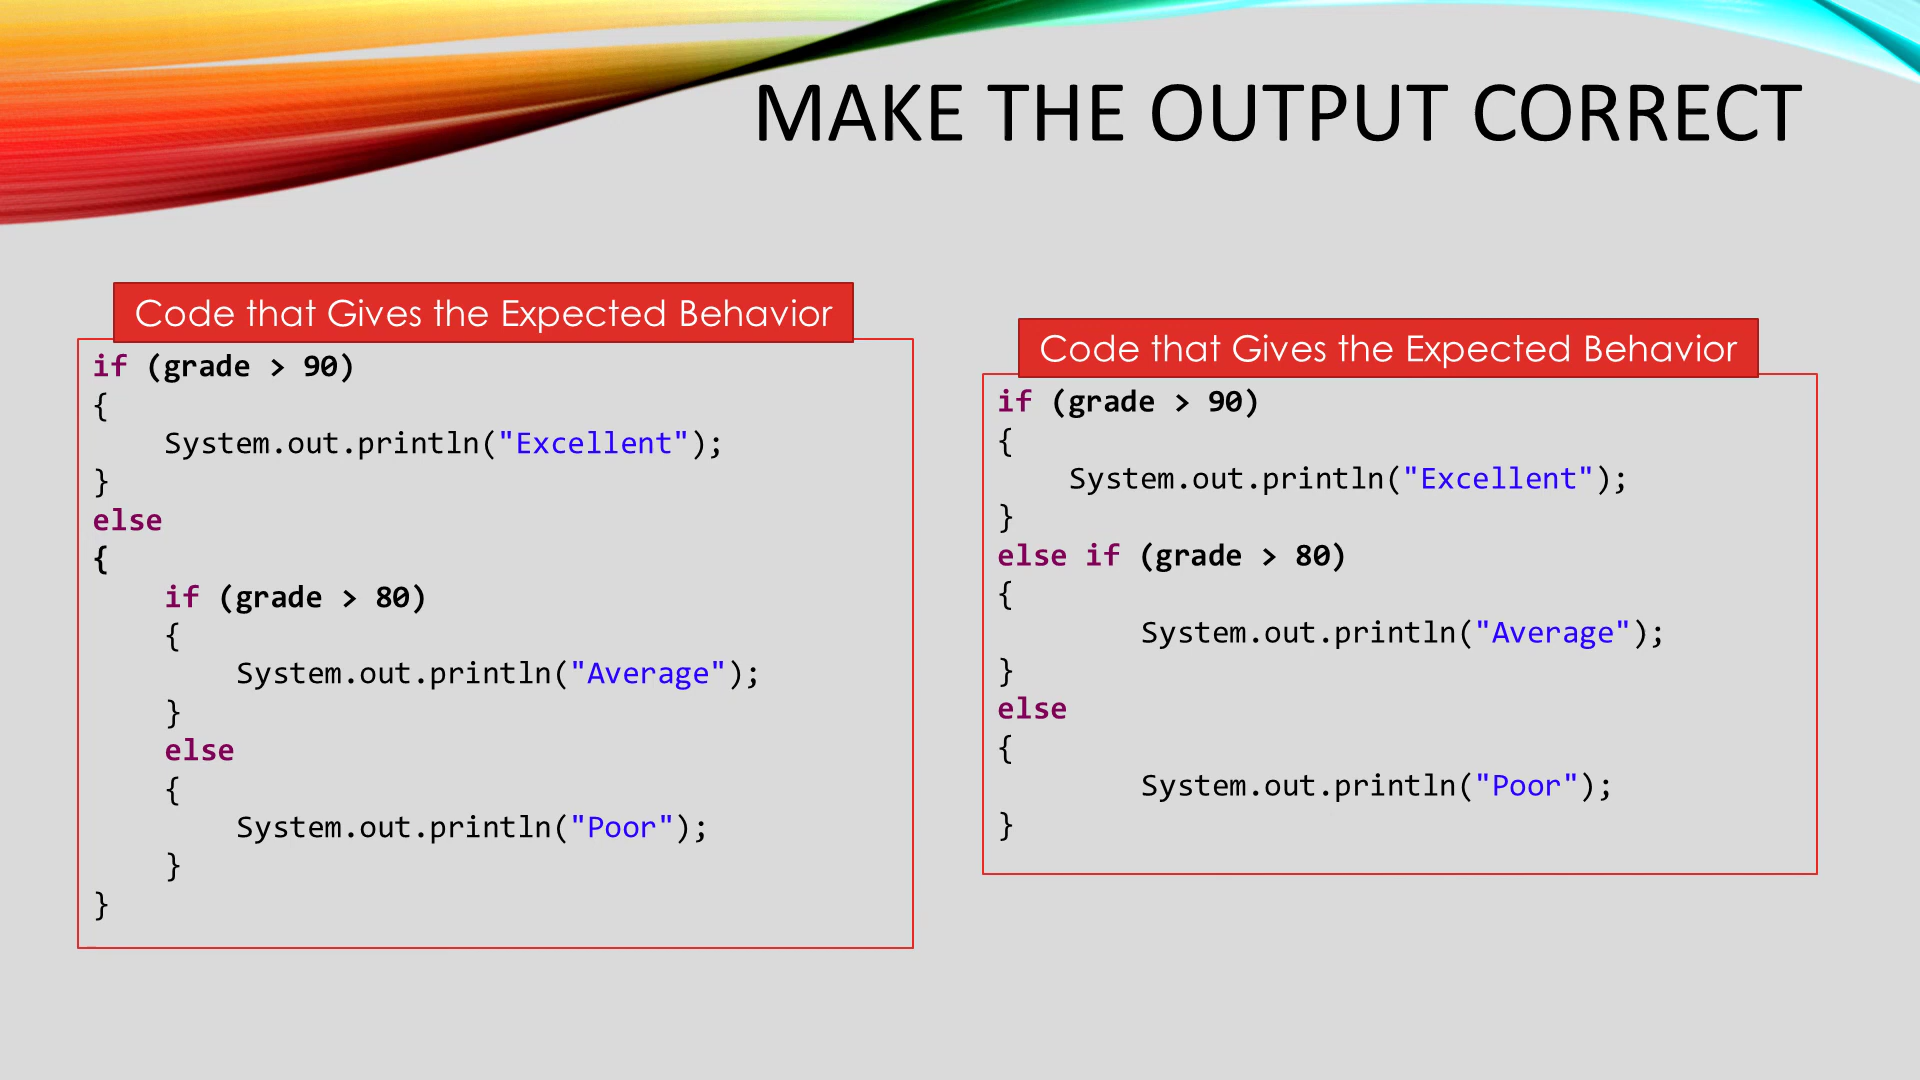 MAKE THE OUTPUT CORRECT
Code that Gives the Expected Behavior
if (grade > 90)
{
    System.out.println("Excellent");
}
else
{
    if (grade > 80)
    {
        System.out.println("Average");
    }
    else
    {
        System.out.println("Poor");
    }
}
Code that Gives the Expected Behavior
if (grade > 90)
{
    System.out.println("Excellent");
}
else if (grade > 80)
{
        System.out.println("Average");
}
else
{
        System.out.println("Poor");
}